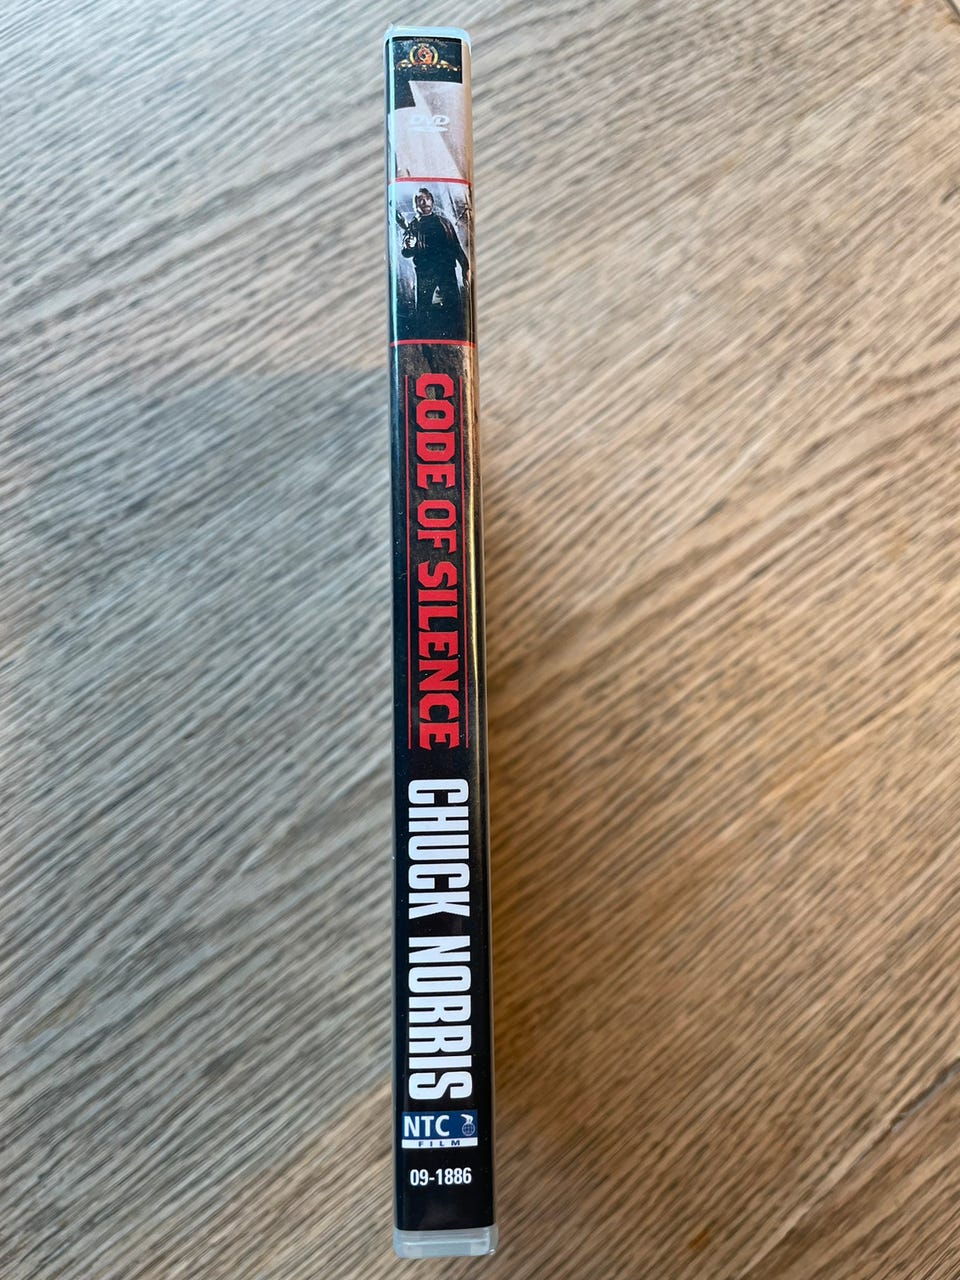 DVD
CODE OF SILENCE
CHUCK NORRIS
NTC
FILM
09-1886